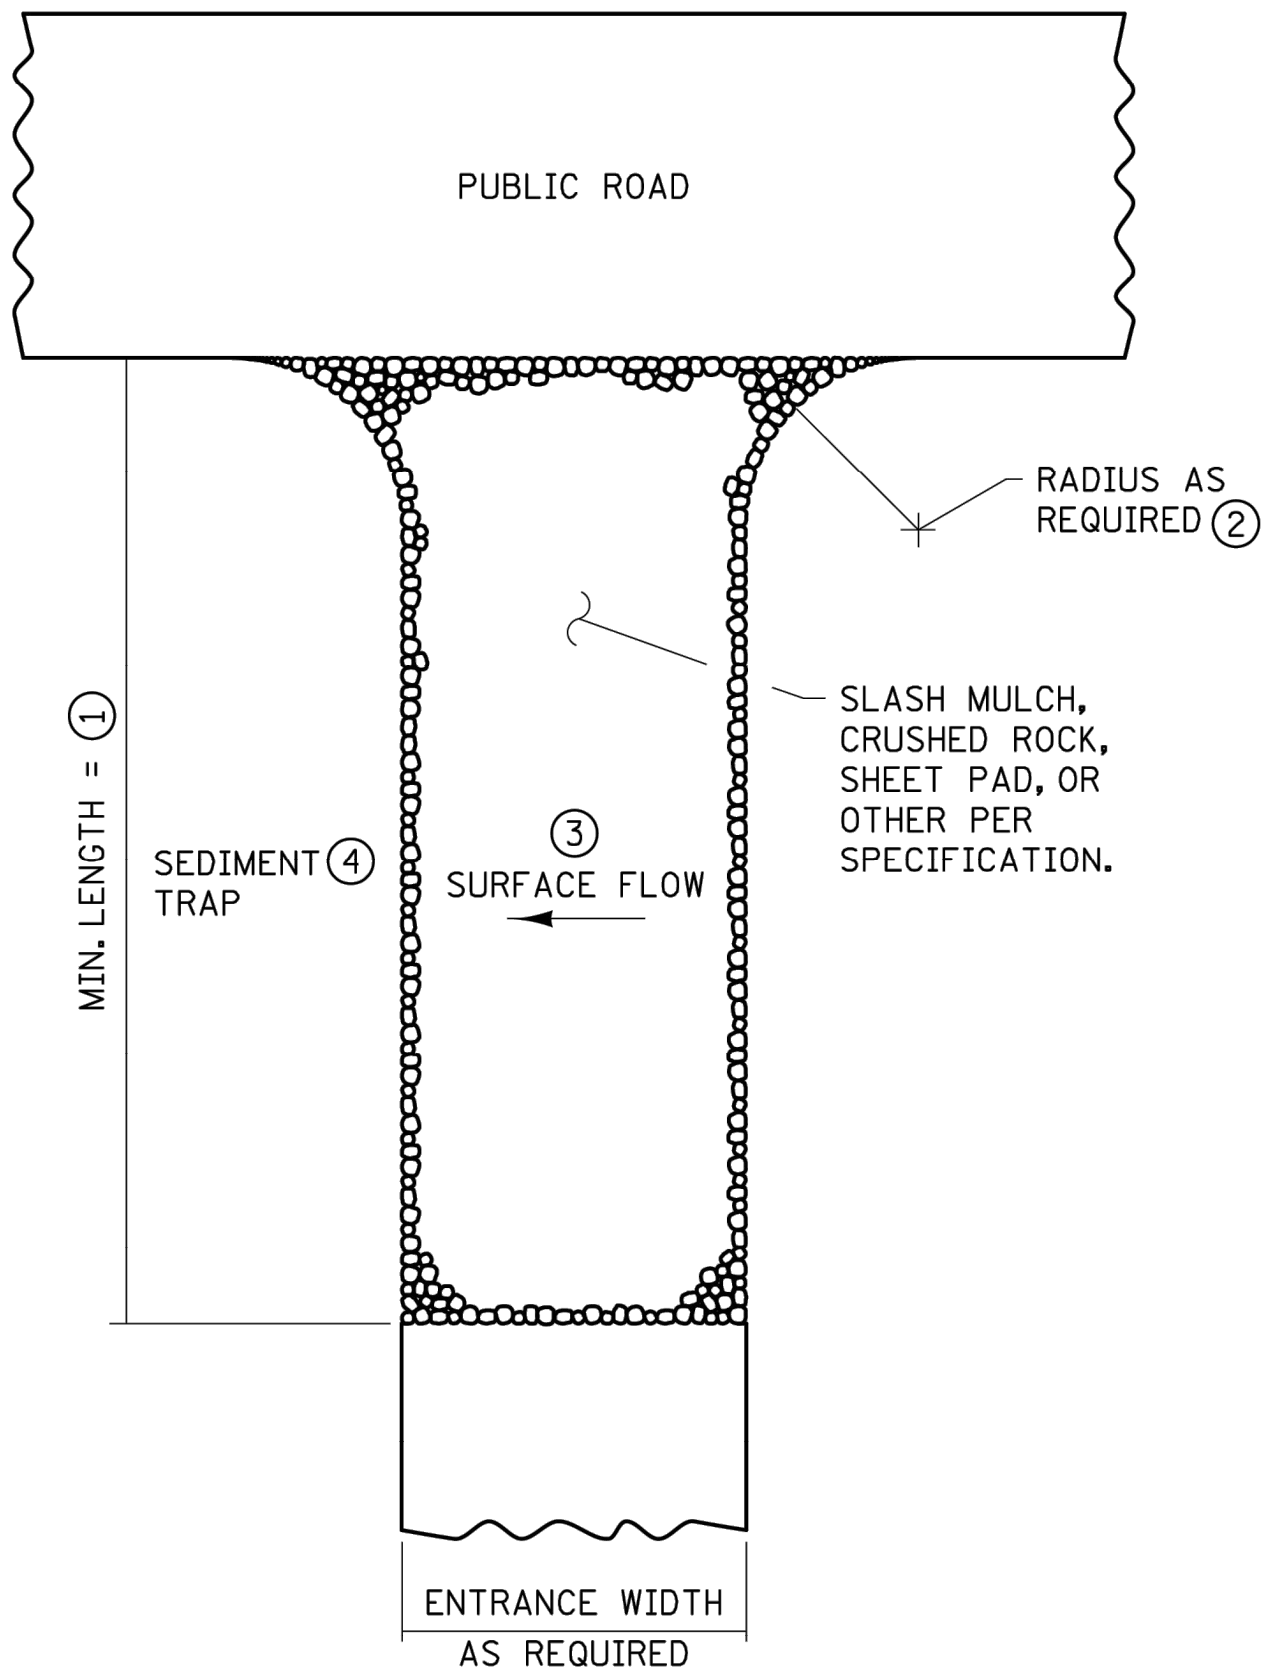 PUBLIC ROAD
RADIUS AS
REQUIRED 2
MIN. LENGTH = 1
SLASH MULCH,
CRUSHED ROCK,
SHEET PAD, OR
OTHER PER
SPECIFICATION.
SEDIMENT 4
TRAP
3
SURFACE FLOW
ENTRANCE WIDTH
AS REQUIRED